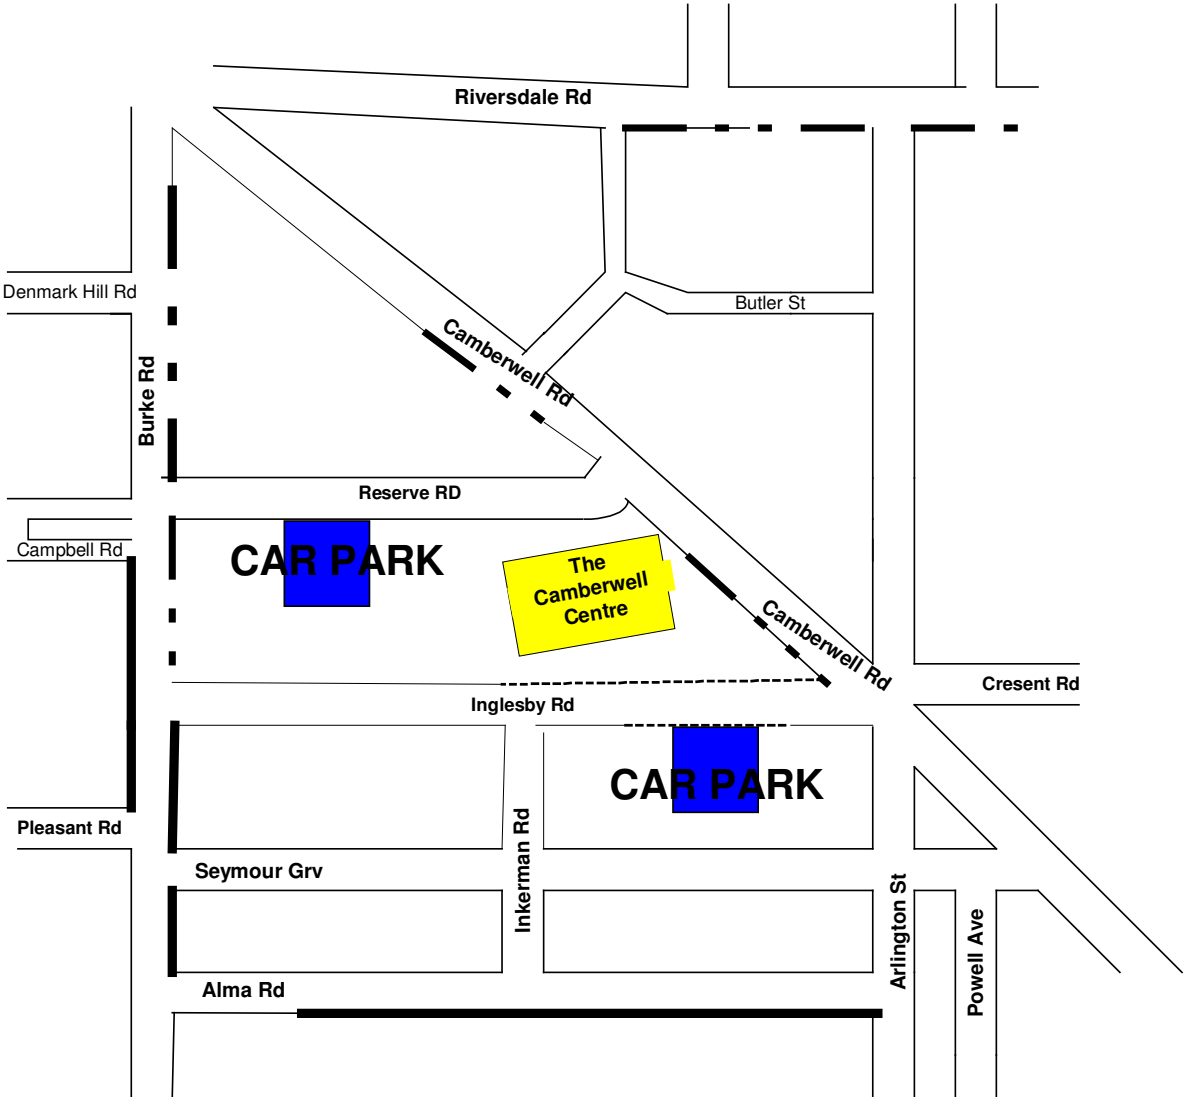 Riversdale Rd
Denmark Hill Rd
Butler St
Camberwell Rd
Burke Rd
Reserve RD
Campbell Rd
CAR PARK
The
Camberwell
Centre
Camberwell Rd
Cresent Rd
Inglesby Rd
CAR PARK
Pleasant Rd
Inkerman Rd
Seymour Grv
Arlington St
Powell Ave
Alma Rd